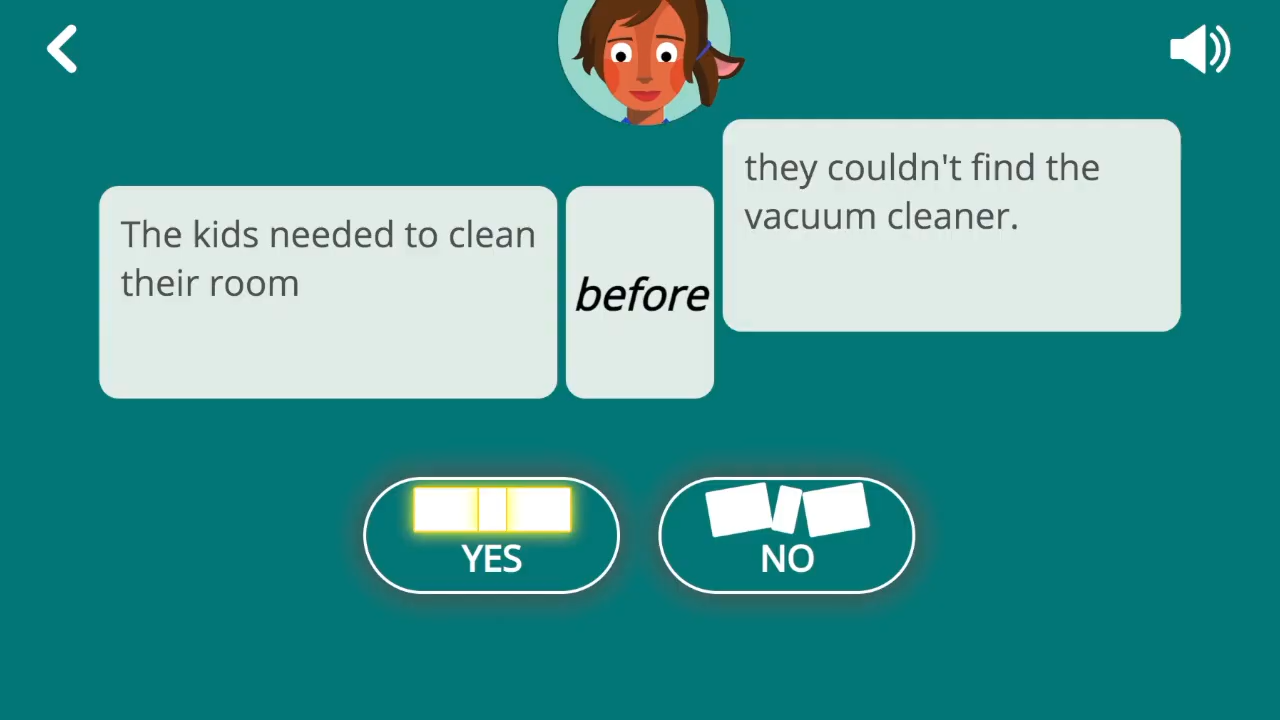 The kids needed to clean
their room
before
they couldn't find the
vacuum cleaner.
YES
NO